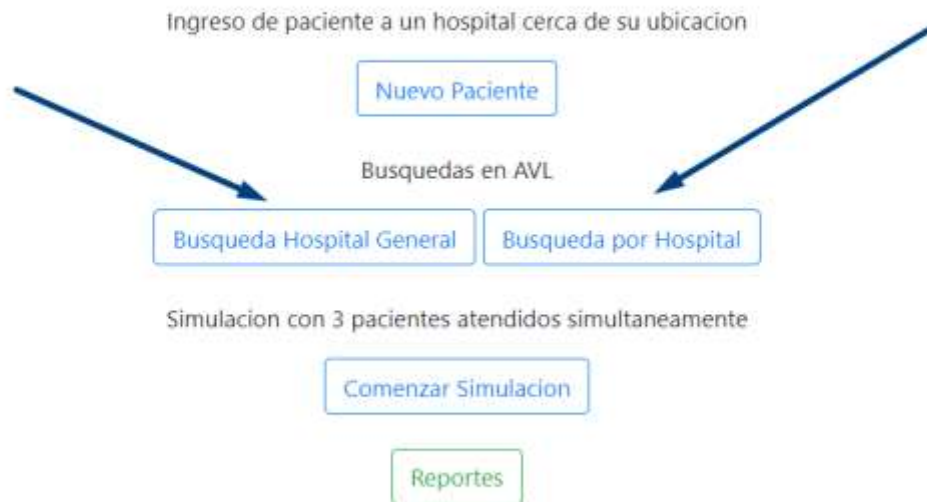 Ingreso de paciente a un hospital cerca de su ubicacion
Nuevo Paciente
Busquedas en AVL
Busqueda Hospital General Busqueda por Hospital
Simulacion con 3 pacientes atendidos simultaneamente
Comenzar Simulacion
Reportes